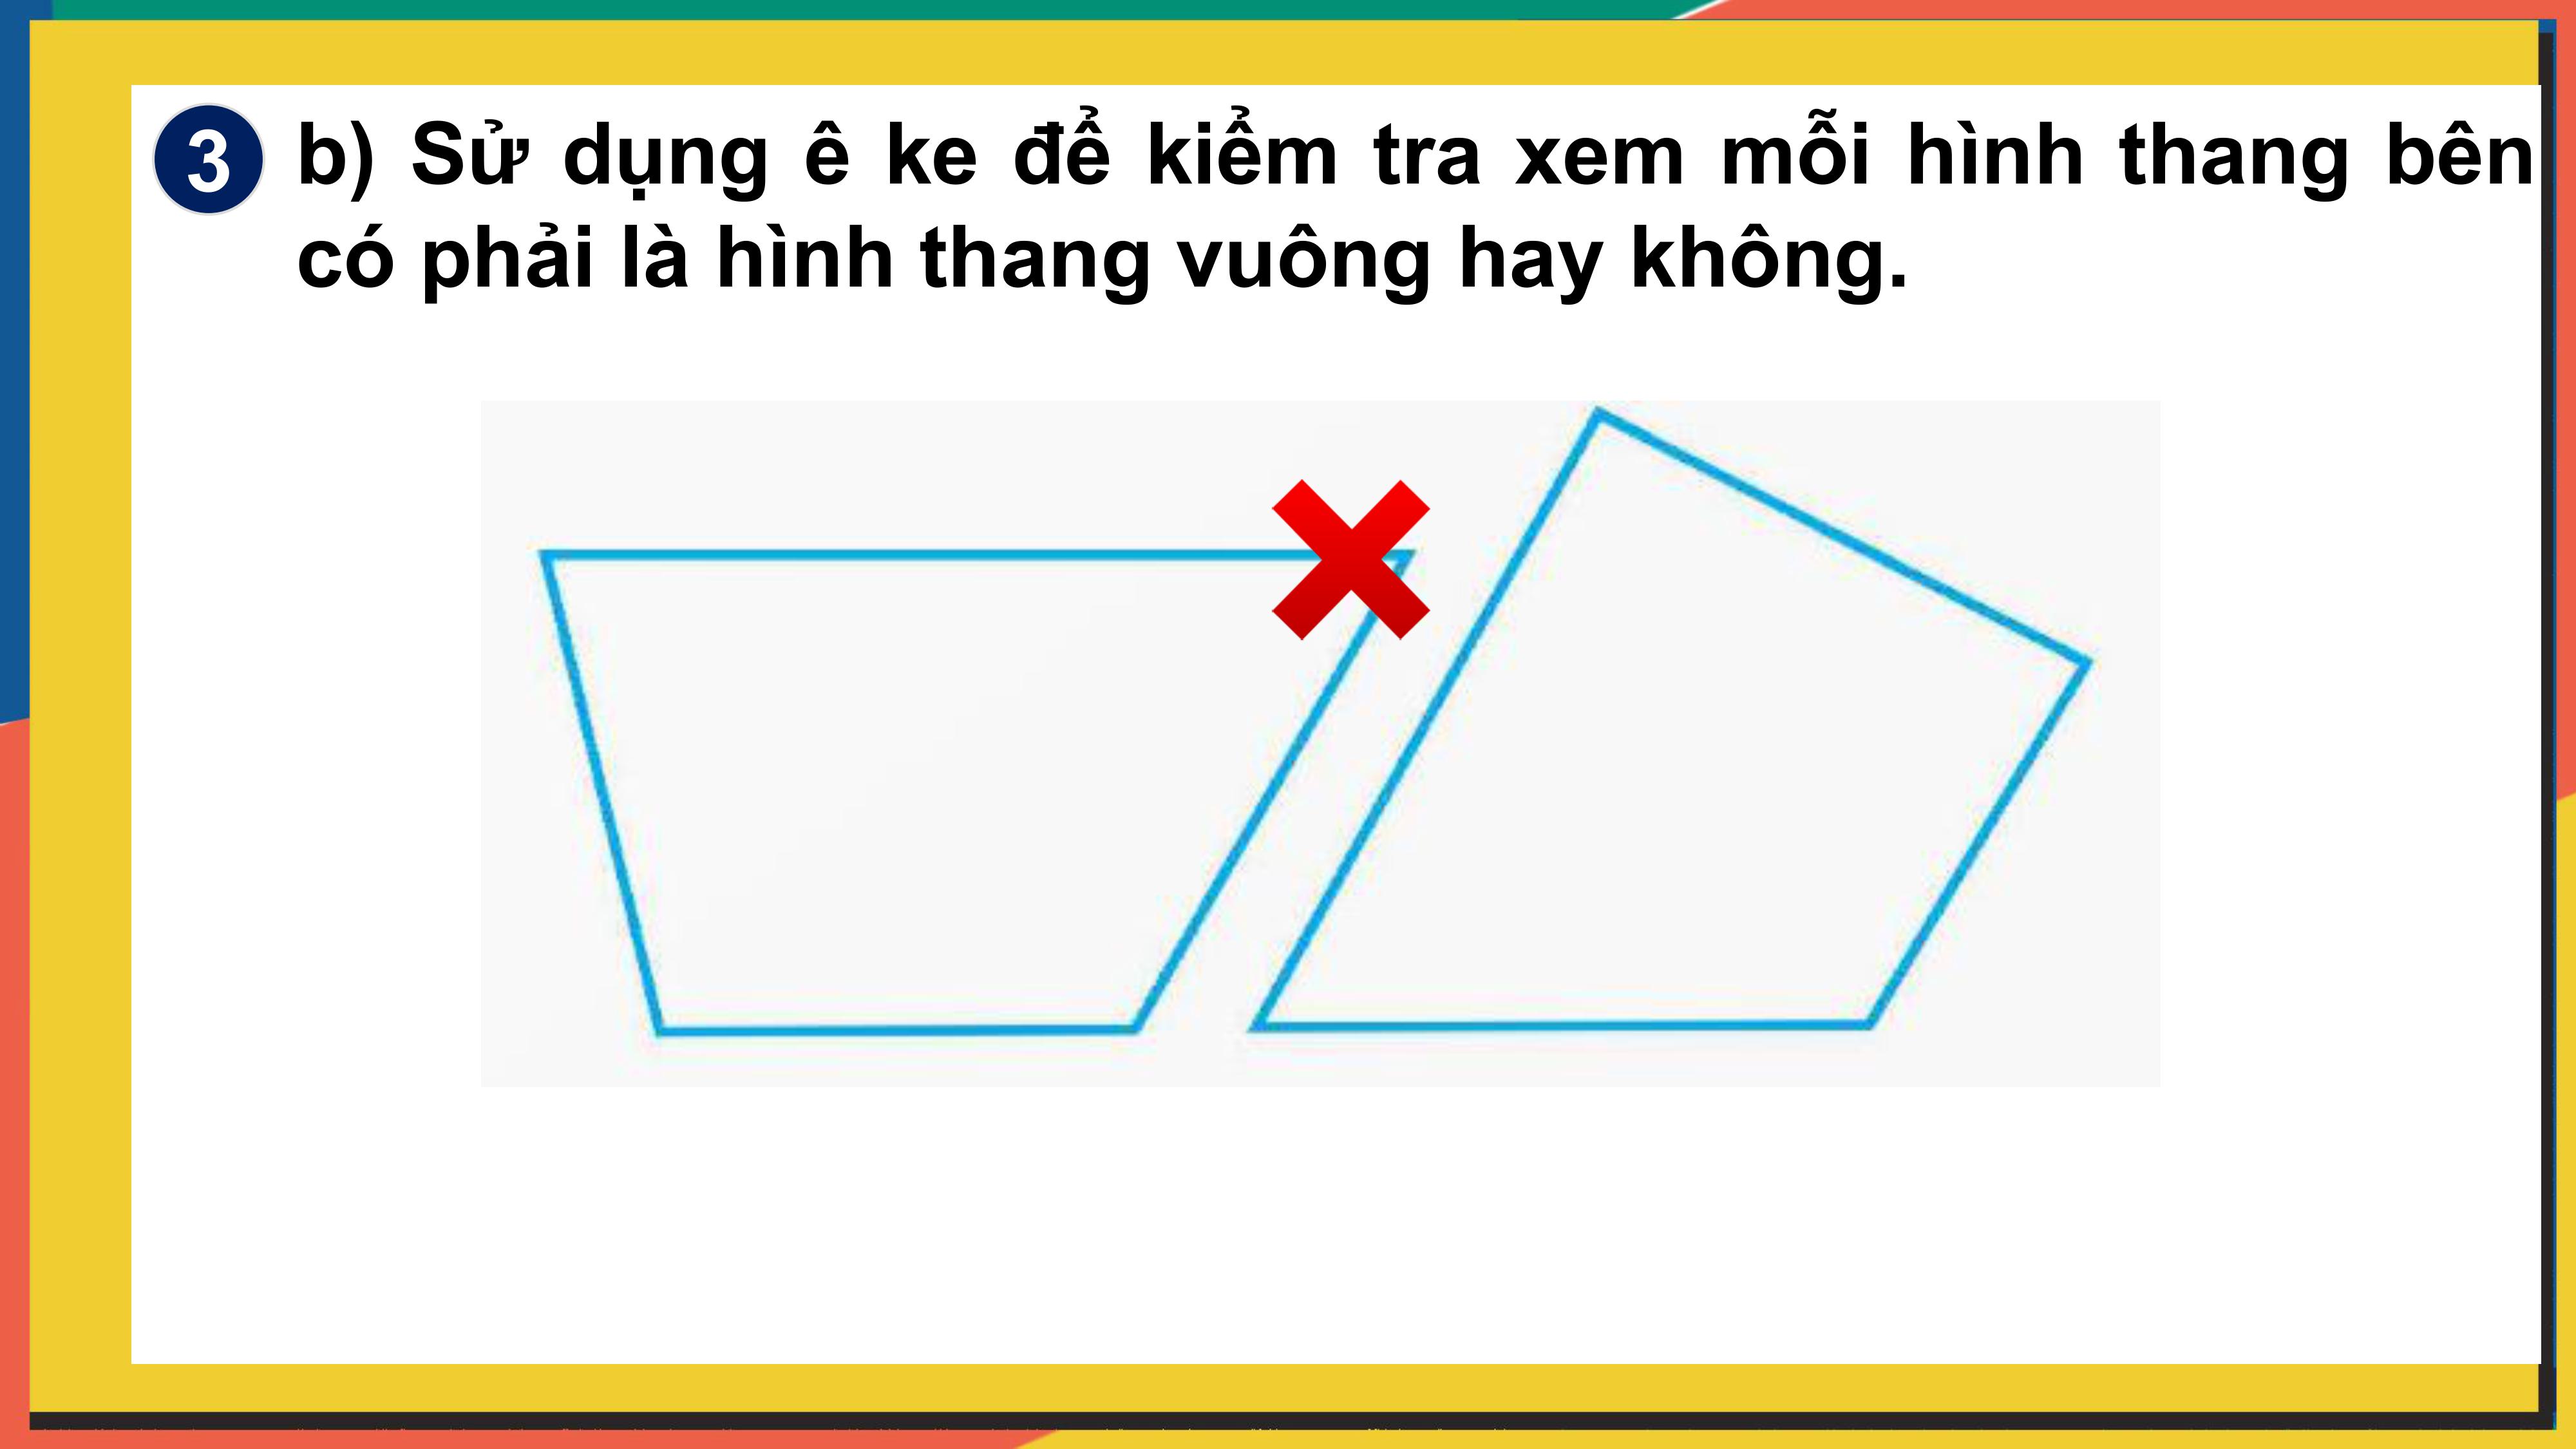 3 b) Sử dụng ê ke để kiểm tra xem mỗi hình thang bên
có phải là hình thang vuông hay không.